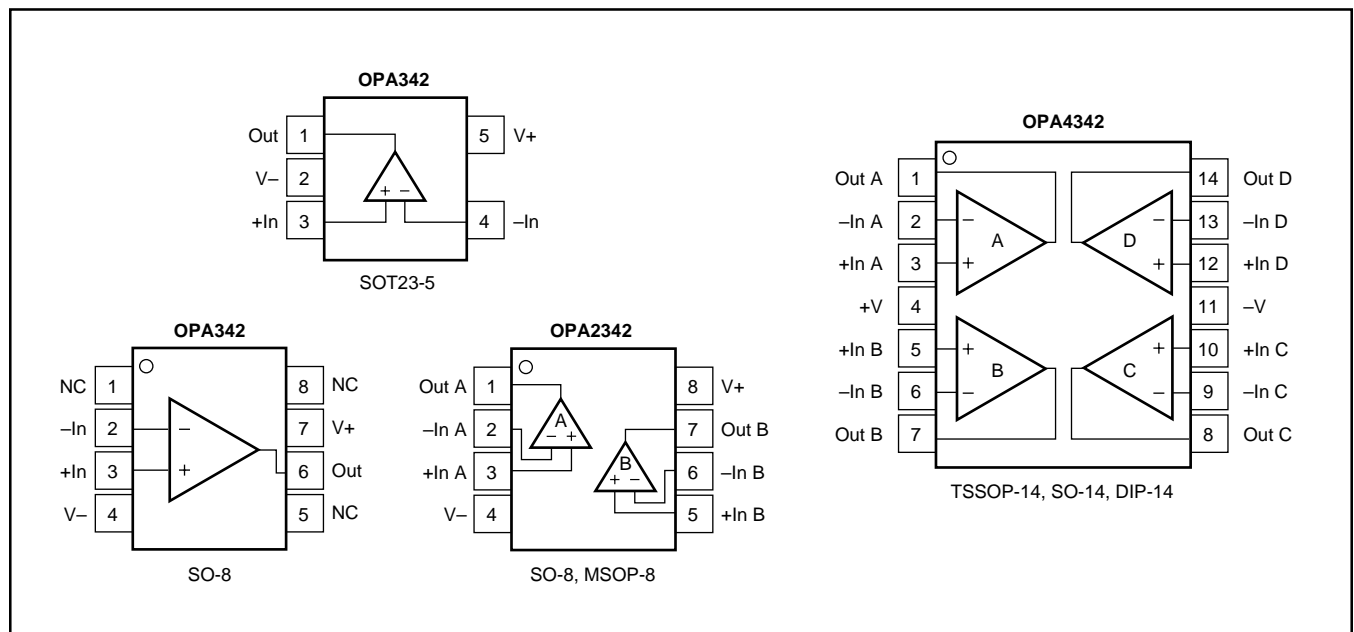 OPA342
Out 1 5 V+
V– 2
+ –
+In 3 4 –In
SOT23-5
OPA342
NC 1 8 NC
–In 2 – 7 V+
+In 3 + 6 Out
V– 4 5 NC
SO-8
OPA2342
Out A 1 8 V+
A
–In A 2 – + 7 Out B
B
+In A 3 + – 6 –In B
V– 4 5 +In B
SO-8, MSOP-8
OPA4342
Out A 1 14 Out D
–In A 2 – – 13 –In D
A D
+In A 3 + + 12 +In D
+V 4 11 –V
+In B 5 + + 10 +In C
B C
–In B 6 – – 9 –In C
Out B 7 8 Out C
TSSOP-14, SO-14, DIP-14